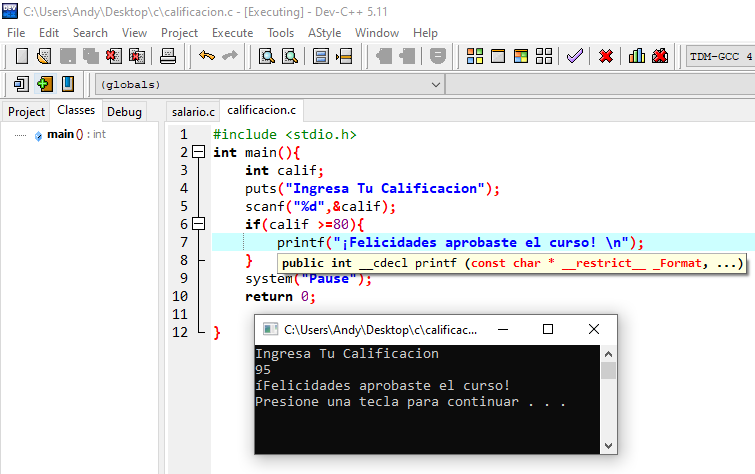 C:\Users\Andy\Desktop\c\calificacion.c - [Executing] - Dev-C++ 5.11
File Edit Search View Project Execute Tools AStyle Window Help
TDM-GCC 4
(globals)
Project Classes Debug
salario.c calificacion.c
main () : int
1 #include <stdio.h>
2 int main(){
3 int calif;
4 puts("Ingresa Tu Calificacion");
5 scanf("%d",&calif);
6 if(calif >=80){
7 printf("¡Felicidades aprobaste el curso! \n");
8 }
public int __cdecl printf (const char * __restrict__ _Format, ...)
9 system("Pause");
10 return 0;
11
12 }
C:\Users\Andy\Desktop\c\calificac...
Ingresa Tu Calificacion
95
íFelicidades aprobaste el curso!
Presione una tecla para continuar . . .